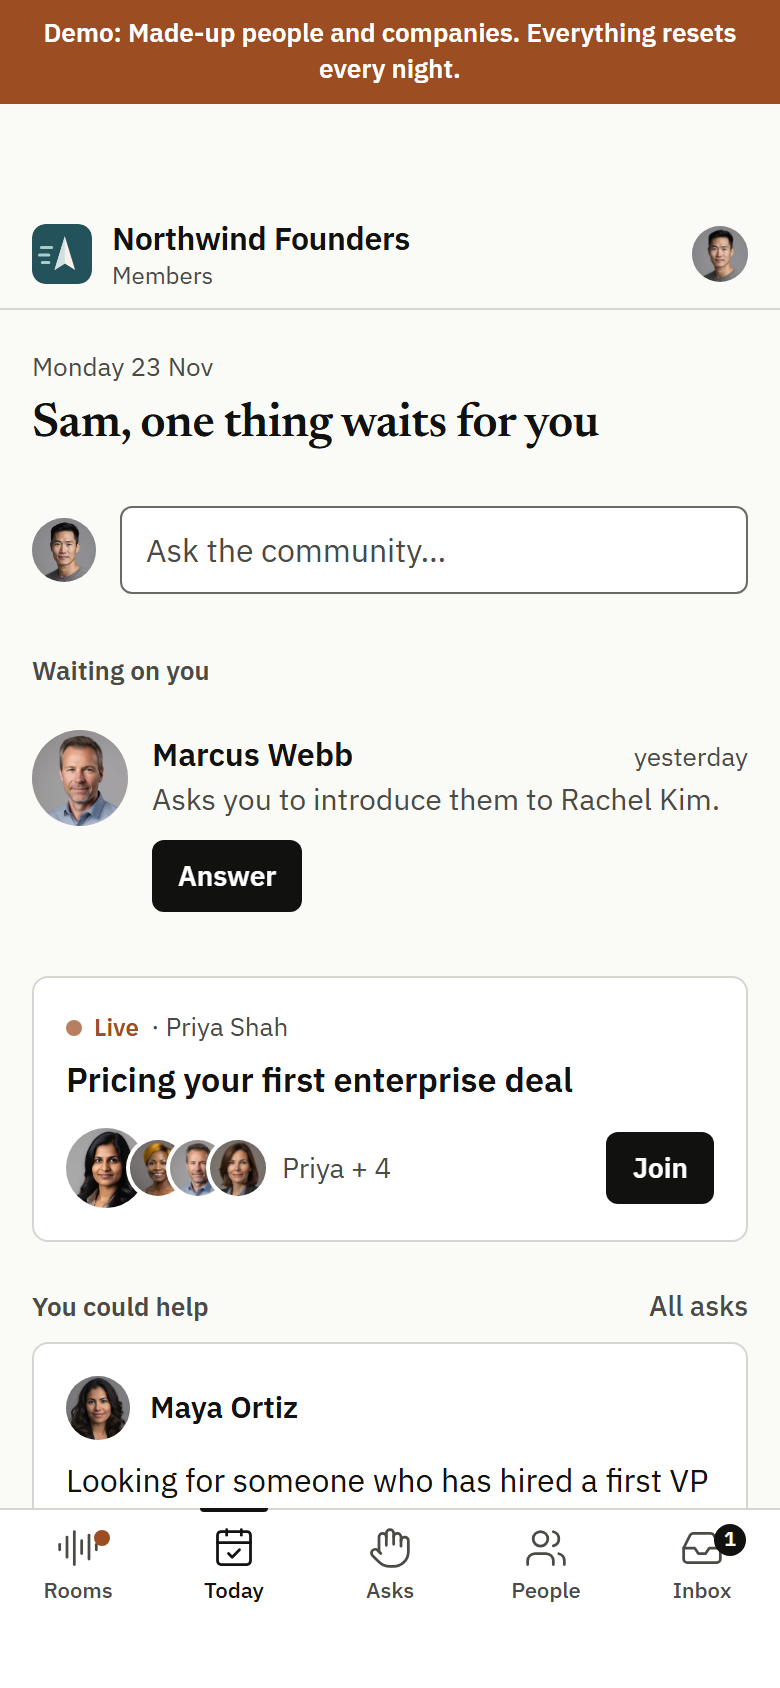 Demo: Made-up people and companies. Everything resets
every night.
Northwind Founders
Members
Monday 23 Nov
Sam, one thing waits for you
Ask the community...
Waiting on you
Marcus Webb
yesterday
Asks you to introduce them to Rachel Kim.
Answer
Live · Priya Shah
Pricing your first enterprise deal
Priya + 4
Join
You could help
All asks
Maya Ortiz
Looking for someone who has hired a first VP
1
Rooms
Today
Asks
People
Inbox